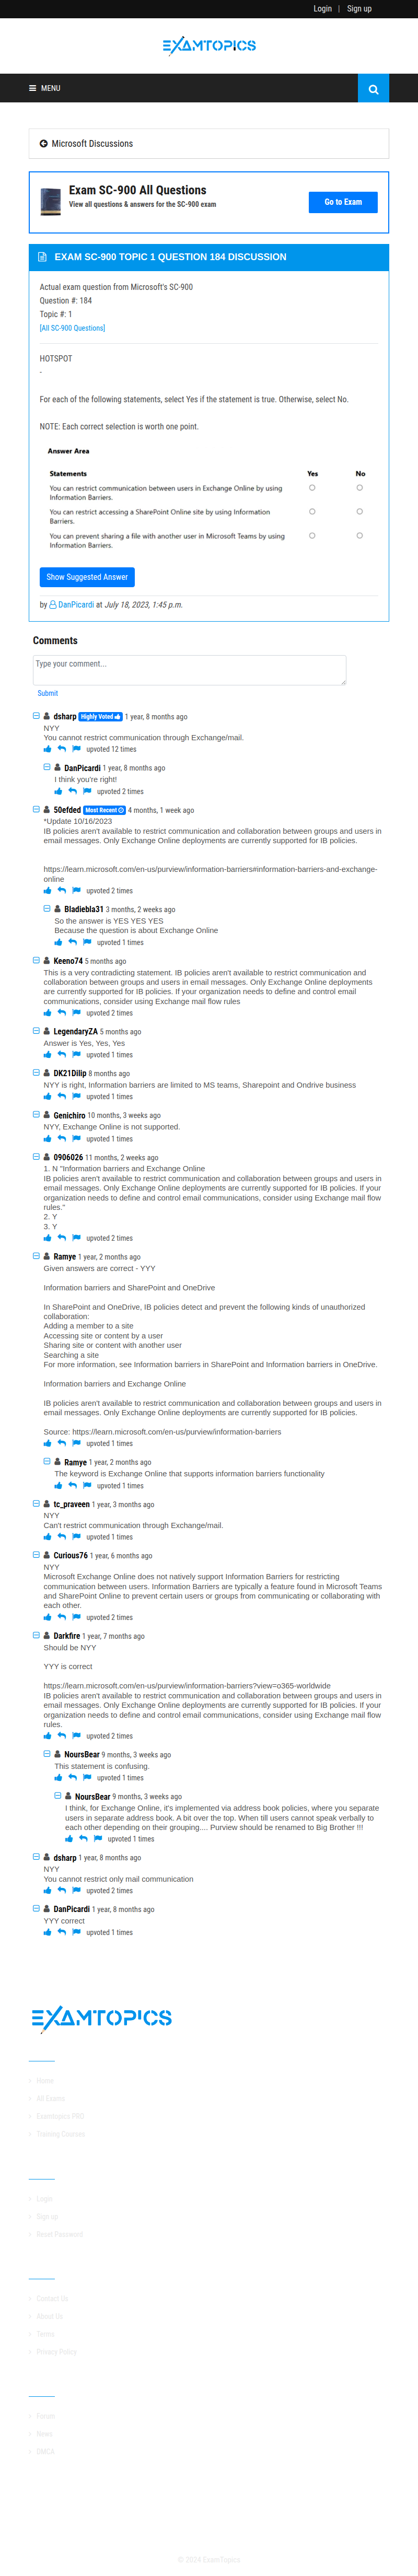 Login | Sign up
EXAMTOPICS
MENU
Microsoft Discussions
Exam SC-900 All Questions
View all questions & answers for the SC-900 exam
Go to Exam
EXAM SC-900 TOPIC 1 QUESTION 184 DISCUSSION
Actual exam question from Microsoft's SC-900
Question #: 184
Topic #: 1
[All SC-900 Questions]
HOTSPOT
-
For each of the following statements, select Yes if the statement is true. Otherwise, select No.
NOTE: Each correct selection is worth one point.
Answer Area
Statements Yes No
You can restrict communication between users in Exchange Online by using
Information Barriers.
You can restrict accessing a SharePoint Online site by using Information
Barriers.
You can prevent sharing a file with another user in Microsoft Teams by using
Information Barriers.
Show Suggested Answer
by DanPicardi at July 18, 2023, 1:45 p.m.
Comments
Type your comment...
Submit
dsharp Highly Voted 1 year, 8 months ago
NYY
You cannot restrict communication through Exchange/mail.
upvoted 12 times
DanPicardi 1 year, 8 months ago
I think you're right!
upvoted 2 times
50efded Most Recent 4 months, 1 week ago
*Update 10/16/2023
IB policies aren't available to restrict communication and collaboration between groups and users in
email messages. Only Exchange Online deployments are currently supported for IB policies.
https://learn.microsoft.com/en-us/purview/information-barriers#information-barriers-and-exchange-
online
upvoted 2 times
Bladiebla31 3 months, 2 weeks ago
So the answer is YES YES YES
Because the question is about Exchange Online
upvoted 1 times
Keeno74 5 months ago
This is a very contradicting statement. IB policies aren't available to restrict communication and
collaboration between groups and users in email messages. Only Exchange Online deployments
are currently supported for IB policies. If your organization needs to define and control email
communications, consider using Exchange mail flow rules
upvoted 2 times
LegendaryZA 5 months ago
Answer is Yes, Yes, Yes
upvoted 1 times
DK21Dilip 8 months ago
NYY is right, Information barriers are limited to MS teams, Sharepoint and Ondrive business
upvoted 1 times
Genichiro 10 months, 3 weeks ago
NYY, Exchange Online is not supported.
upvoted 1 times
0906026 11 months, 2 weeks ago
1. N "Information barriers and Exchange Online
IB policies aren't available to restrict communication and collaboration between groups and users in
email messages. Only Exchange Online deployments are currently supported for IB policies. If your
organization needs to define and control email communications, consider using Exchange mail flow
rules."
2. Y
3. Y
upvoted 2 times
Ramye 1 year, 2 months ago
Given answers are correct - YYY
Information barriers and SharePoint and OneDrive
In SharePoint and OneDrive, IB policies detect and prevent the following kinds of unauthorized
collaboration:
Adding a member to a site
Accessing site or content by a user
Sharing site or content with another user
Searching a site
For more information, see Information barriers in SharePoint and Information barriers in OneDrive.
Information barriers and Exchange Online
IB policies aren't available to restrict communication and collaboration between groups and users in
email messages. Only Exchange Online deployments are currently supported for IB policies.
Source: https://learn.microsoft.com/en-us/purview/information-barriers
upvoted 1 times
Ramye 1 year, 2 months ago
The keyword is Exchange Online that supports information barriers functionality
upvoted 1 times
tc_praveen 1 year, 3 months ago
NYY
Can't restrict communication through Exchange/mail.
upvoted 1 times
Curious76 1 year, 6 months ago
NYY
Microsoft Exchange Online does not natively support Information Barriers for restricting
communication between users. Information Barriers are typically a feature found in Microsoft Teams
and SharePoint Online to prevent certain users or groups from communicating or collaborating with
each other.
upvoted 2 times
Darkfire 1 year, 7 months ago
Should be NYY
YYY is correct
https://learn.microsoft.com/en-us/purview/information-barriers?view=o365-worldwide
IB policies aren't available to restrict communication and collaboration between groups and users in
email messages. Only Exchange Online deployments are currently supported for IB policies. If your
organization needs to define and control email communications, consider using Exchange mail flow
rules.
upvoted 2 times
NoursBear 9 months, 3 weeks ago
This statement is confusing.
upvoted 1 times
NoursBear 9 months, 3 weeks ago
I think, for Exchange Online, it's implemented via address book policies, where you separate
users in separate address book. A bit over the top. When users try to email they cannot reply to
each other depending on their grouping.... Purview should be renamed to Big Brother !!!
upvoted 1 times
dsharp 1 year, 8 months ago
NYY
You cannot restrict only mail communication
upvoted 2 times
DanPicardi 1 year, 8 months ago
YYY correct
upvoted 1 times
EXAMTOPICS
Home
All Exams
Examtopics PRO
Training Courses
Login
Sign up
Reset Password
Contact Us
About Us
Terms
Privacy Policy
Forum
News
DMCA
© 2024 ExamTopics